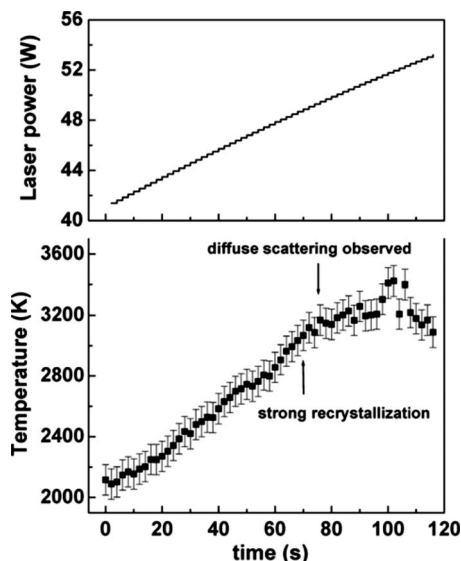 56
52
48
44
40
Laser power (W)
3600
3200
2800
2400
2000
Temperature (K)
diffuse scattering observed
strong recrystallization
0 20 40 60 80 100 120
time (s)